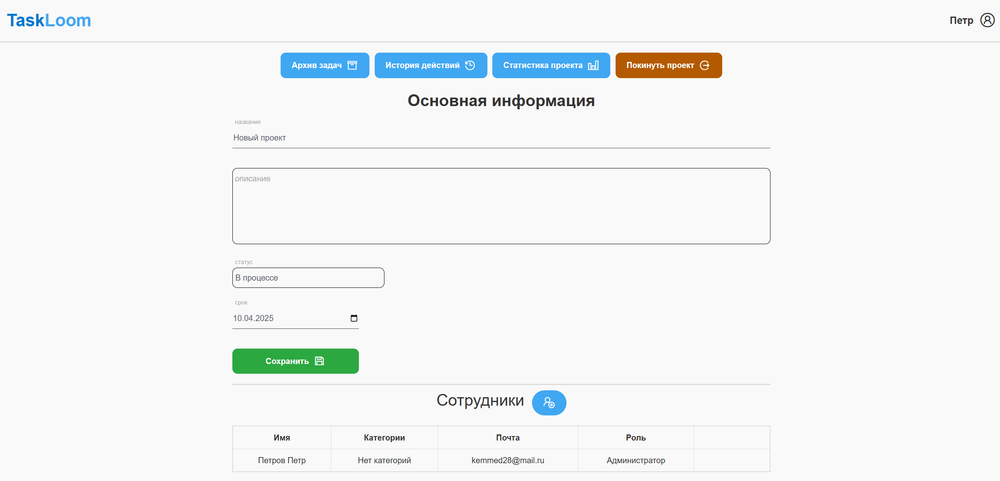 TaskLoom
Петр
Архив задач
История действий
Статистика проекта
Покинуть проект
Основная информация
название
Новый проект
описание
статус
В процессе
срок
10.04.2025
Сохранить
Сотрудники
Имя Категории Почта Роль
Петров Петр Нет категорий kemmed28@mail.ru Администратор